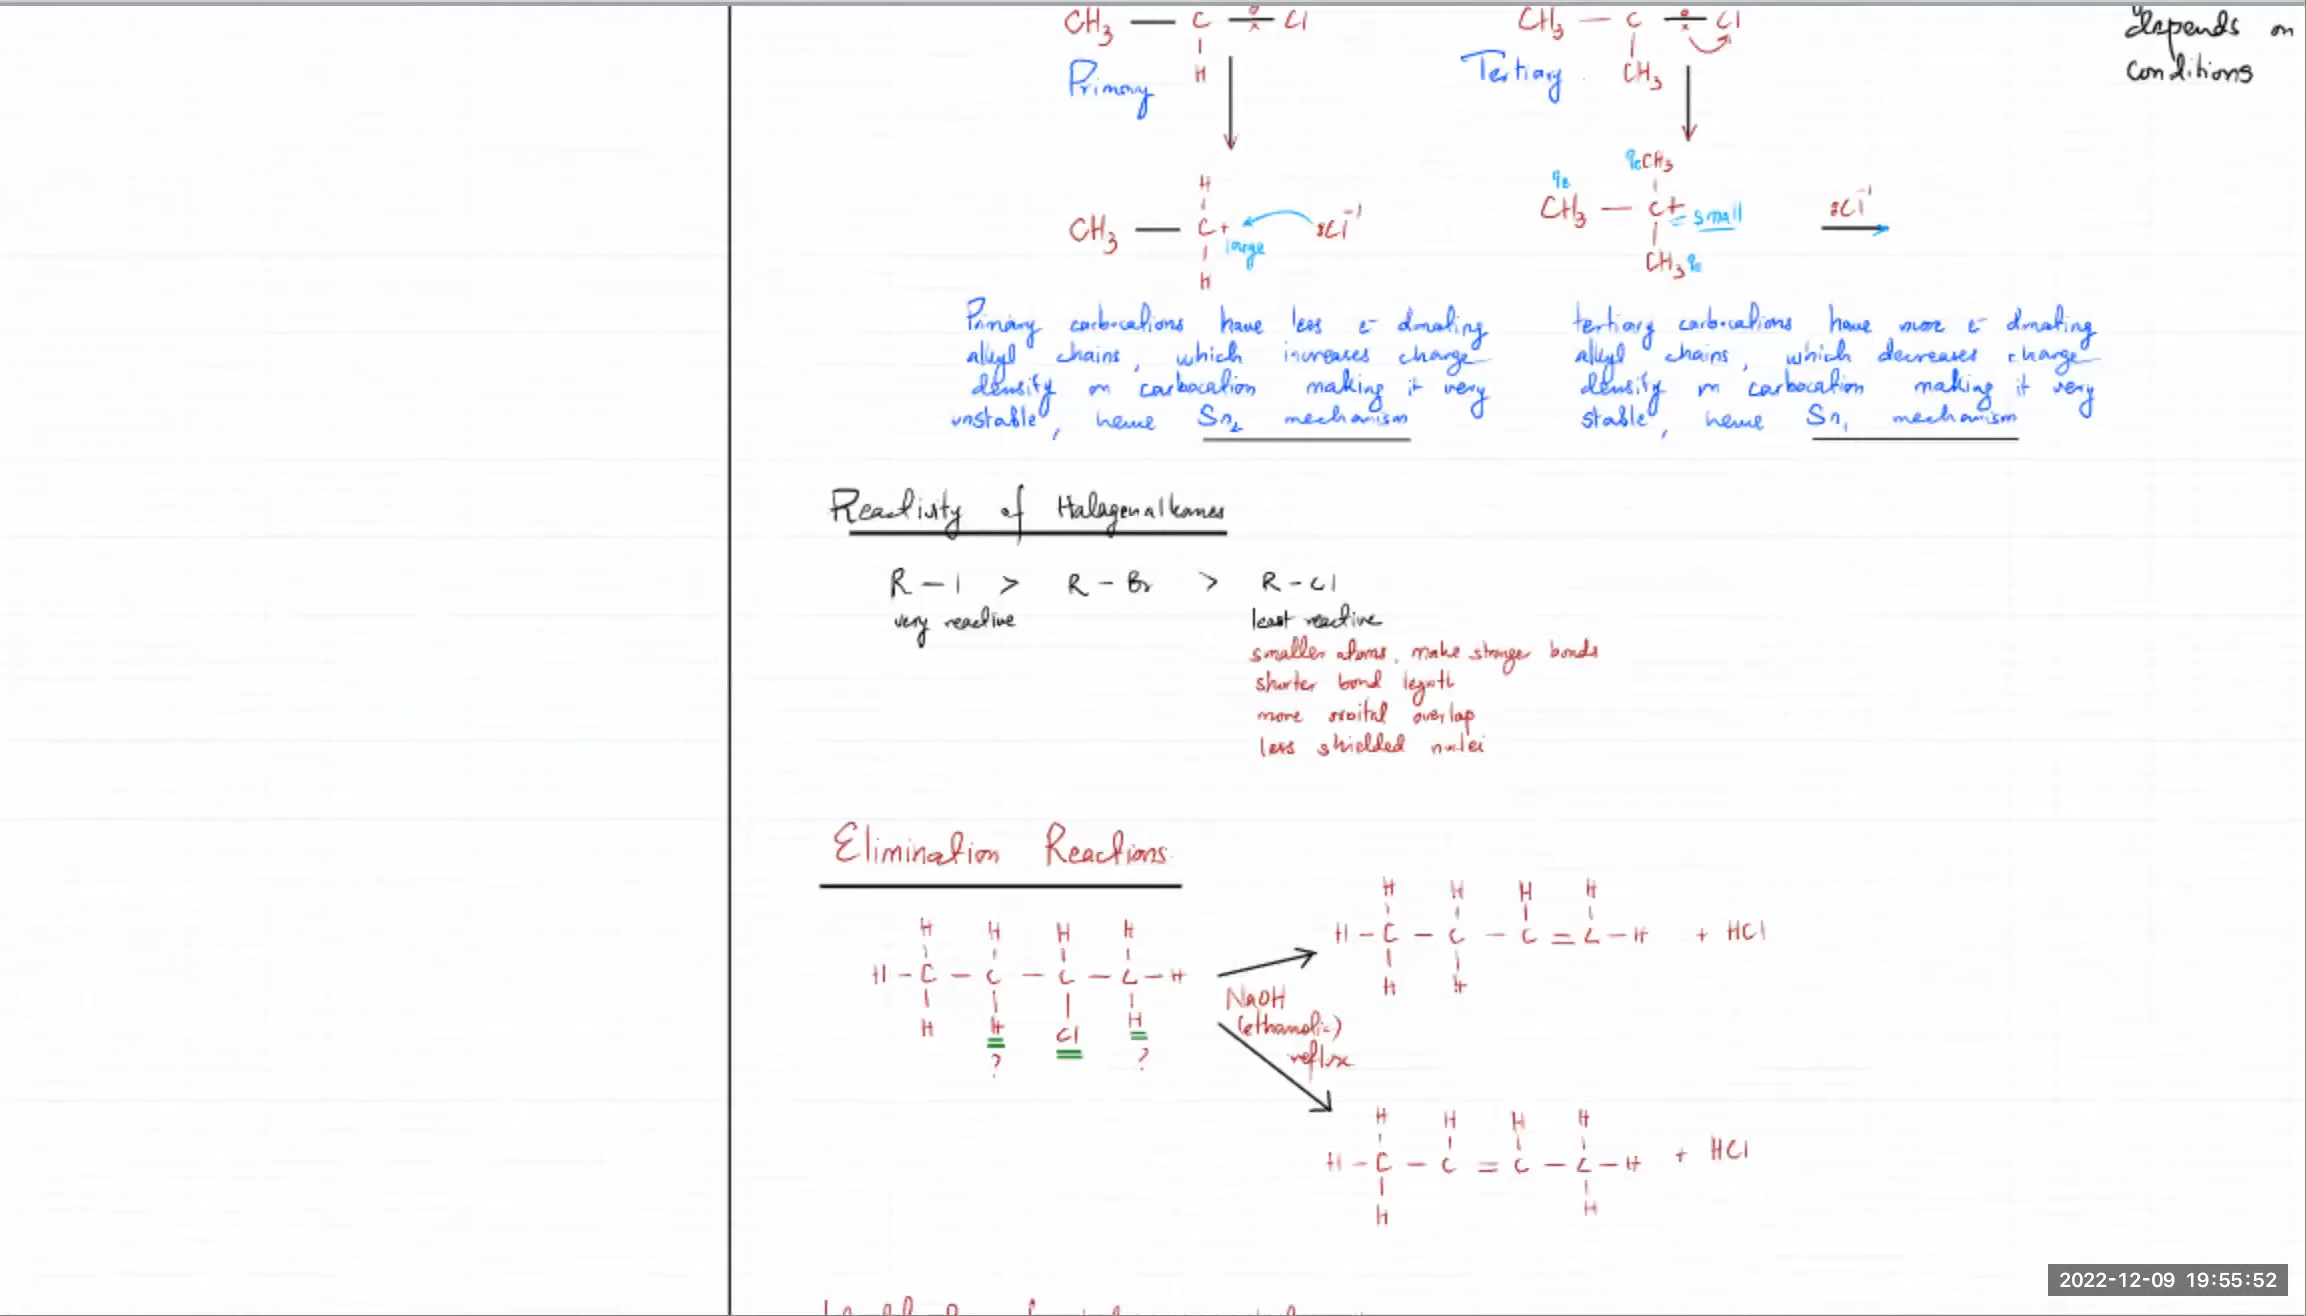 CH3 — C — Cl
H
Primary
CH3 — C — Cl
CH3
Tertiary
depends on
conditions
H
CH3 — C+ :Cl-1
large
H
CH3
CH3 — C+ :Cl-1
small
CH3
Primary carbocations have less e- donating
alkyl chains, which increases charge
density on carbocation making it very
unstable, hence Sn2 mechanism
tertiary carbocations have more e- donating
alkyl chains, which decreases charge
density on carbocation making it very
stable, hence Sn1 mechanism
Reactivity of Halagenalkanes
R - I > R - Br > R - Cl
very reactive
least reactive
smaller atoms, make stronger bonds
shorter bond legnth
more orbital overlap
less shielded nuclei
Elimination Reactions
H H H H
H - C - C - C - C - H
H H Cl H
? ?
NaOH
(ethanolic)
reflux
H H H H
H - C - C - C = C - H + HCl
H H
H H H H
H - C - C = C - C - H + HCl
H H
2022-12-09 19:55:52